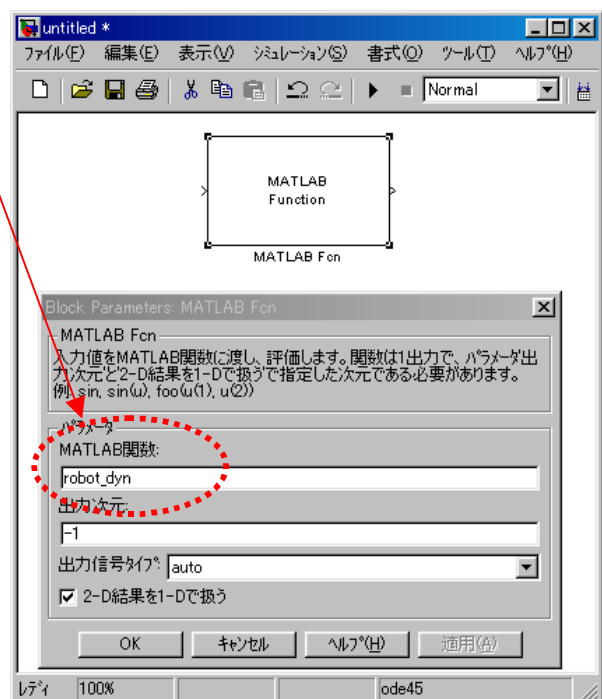 untitled *
ファイル(F) 編集(E) 表示(V) シミュレーション(S) 書式(O) ツール(T) ヘルプ(H)
Normal
MATLAB
Function
MATLAB Fcn
Block Parameters: MATLAB Fcn
MATLAB Fcn
入力値をMATLAB関数に渡し、評価します。関数は1出力で、パラメータ'出
力次元'と'2-D結果を1-Dで扱う'で指定した次元である必要があります。
例: sin, sin(u), foo(u(1), u(2))
パラメータ
MATLAB関数:
robot_dyn
出力次元:
-1
出力信号タイプ: auto
2-D結果を1-Dで扱う
OK キャンセル ヘルプ(H) 適用(A)
レディ 100% ode45